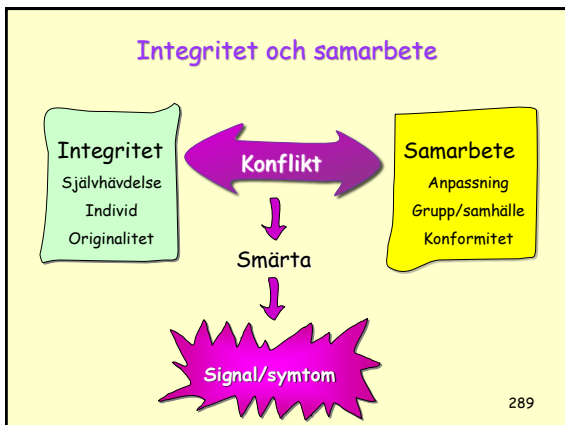 Integritet och samarbete
Integritet
Självhävdelse
Individ
Originalitet
Konflikt
Samarbete
Anpassning
Grupp/samhälle
Konformitet
Smärta
Signal/symtom
289